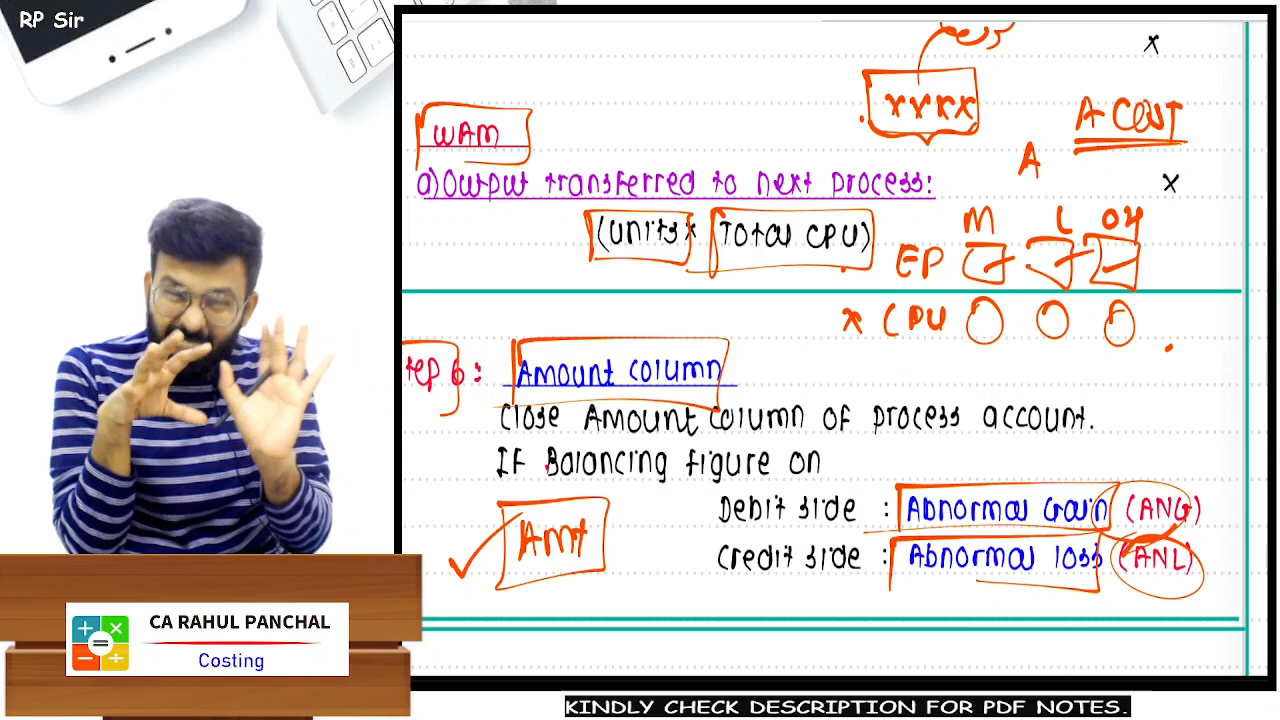 RP Sir
xxxx
x
A COST
WAM
A
a) Output transferred to next process:
x
(Units x Total CPU)
M L OH
EP
x CPU
tep 6: Amount column
Close Amount column of process account.
If Balancing figure on
Debit side : Abnormal Gain (ANG)
Credit side : Abnormal loss (ANL)
Amt
CA RAHUL PANCHAL
Costing
KINDLY CHECK DESCRIPTION FOR PDF NOTES.